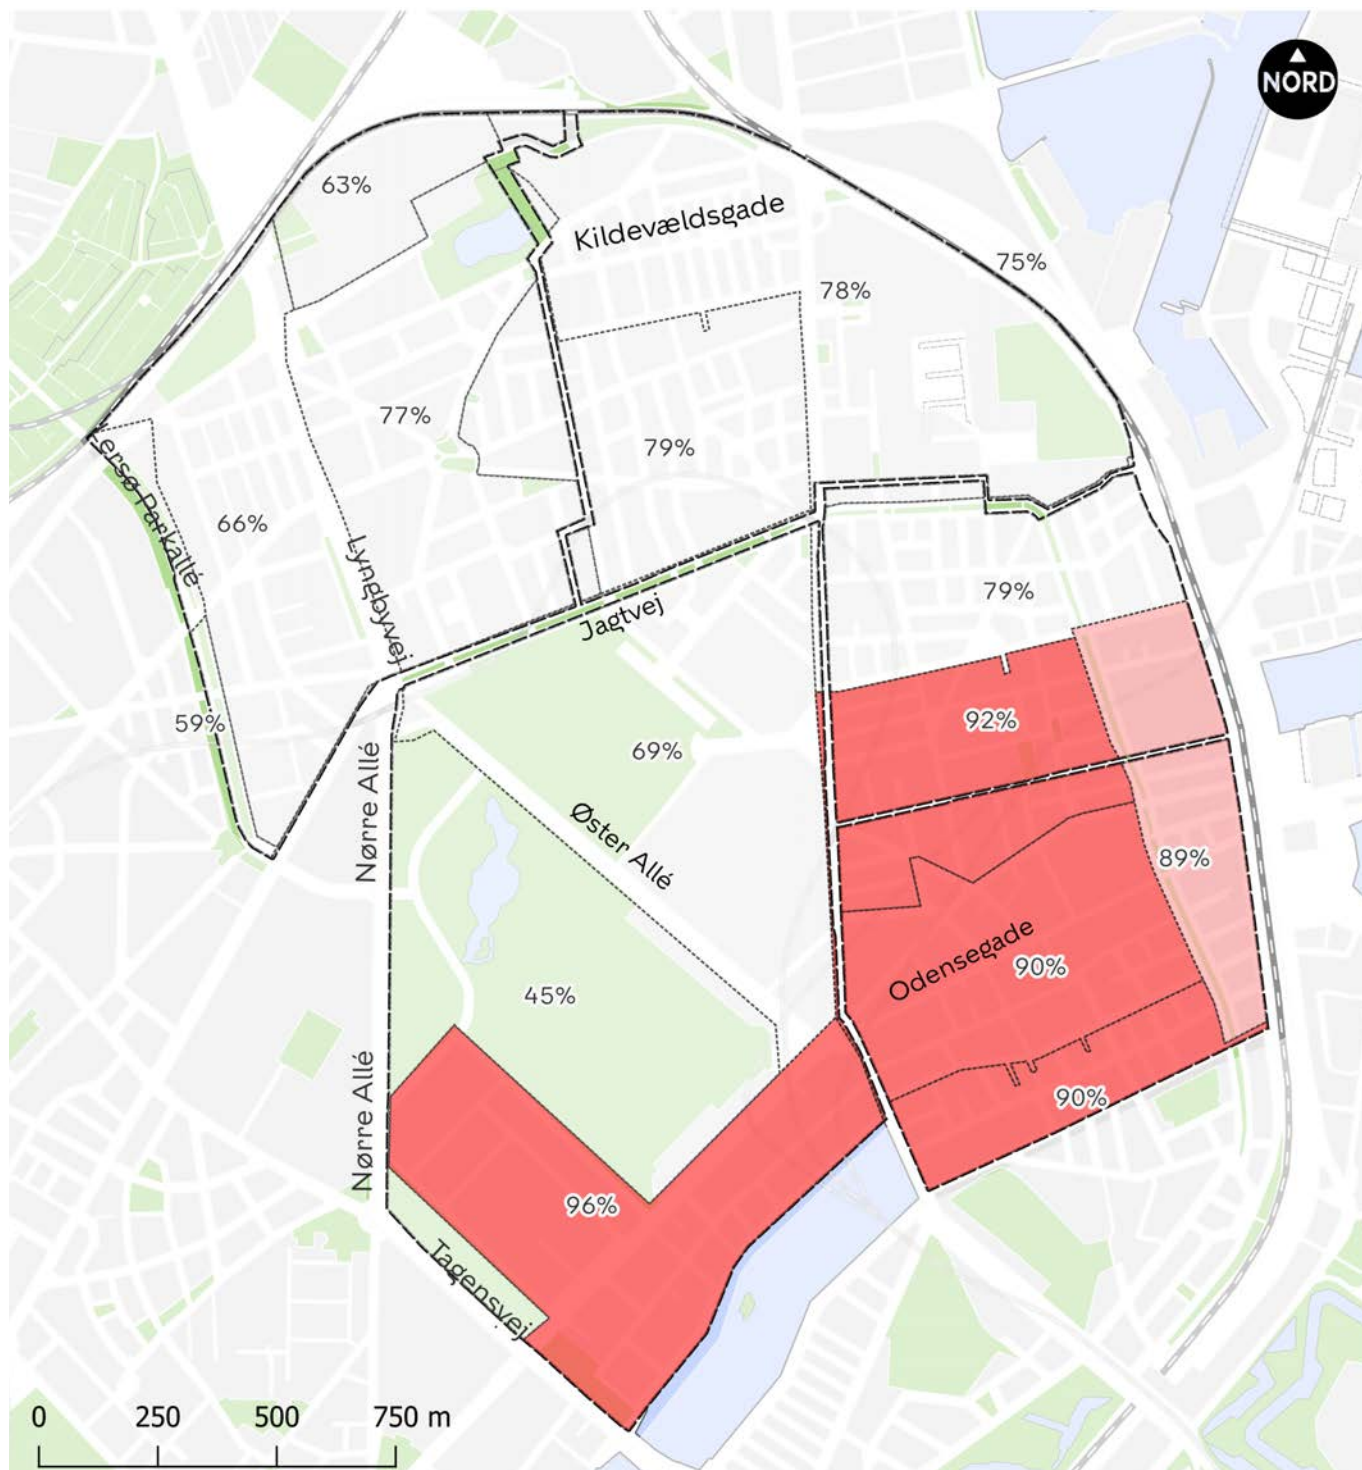 NORD
63%
Kildevældsgade
75%
78%
77%
79%
Lersø Parkallé
66%
Lyngbyvej
79%
Jagtvej
59%
92%
69%
Nørre Allé
Øster Allé
89%
Odensegade
90%
45%
Nørre Allé
90%
96%
Tagensvej
0 250 500 750 m